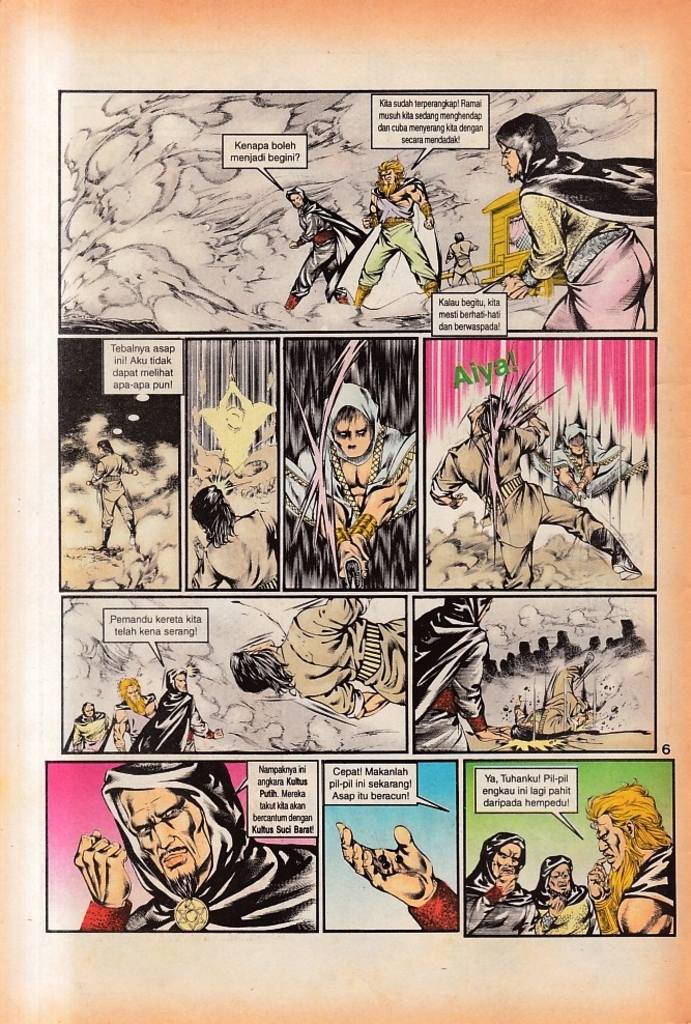 Kenapa boleh
menjadi begini?
Kita sudah terperangkap! Ramai
musuh kita sedang menghendap
dan cuba menyerang kita dengan
secara mendadak!
Kalau begitu, kita
mesti berhati-hati
dan berwaspada!
Tebalnya asap
ini! Aku tidak
dapat melihat
apa-apa pun!
Aiya!
Pemandu kereta kita
telah kena serang!
6
Nampaknya ini
angkara Kultus
Putih. Mereka
takut kita akan
bercantum dengan
Kultus Suci Barat!
Cepat! Makanlah
pil-pil ini sekarang!
Asap itu beracun!
Ya, Tuhanku! Pil-pil
engkau ini lagi pahit
daripada hempedu!